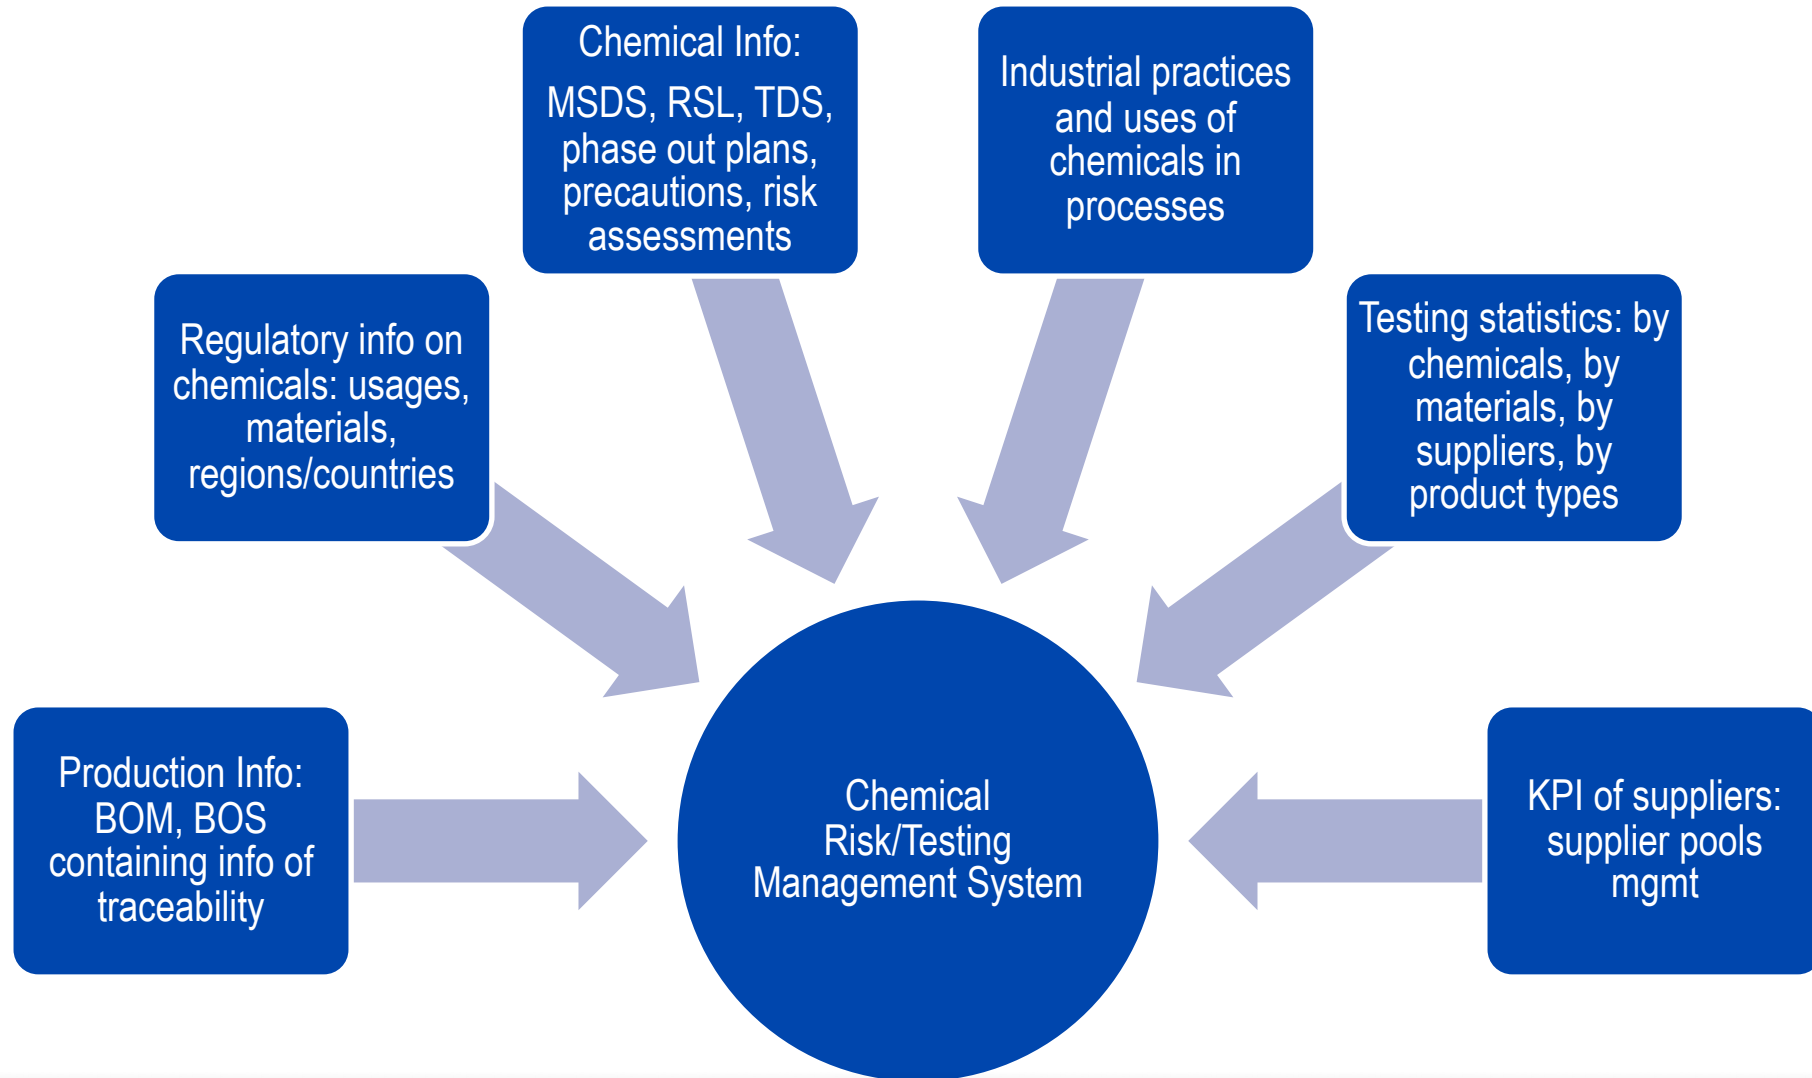 Chemical Info:
MSDS, RSL, TDS,
phase out plans,
precautions, risk
assessments
Industrial practices
and uses of
chemicals in
processes
Regulatory info on
chemicals: usages,
materials,
regions/countries
Testing statistics: by
chemicals, by
materials, by
suppliers, by
product types
Production Info:
BOM, BOS
containing info of
traceability
Chemical
Risk/Testing
Management System
KPI of suppliers:
supplier pools
mgmt